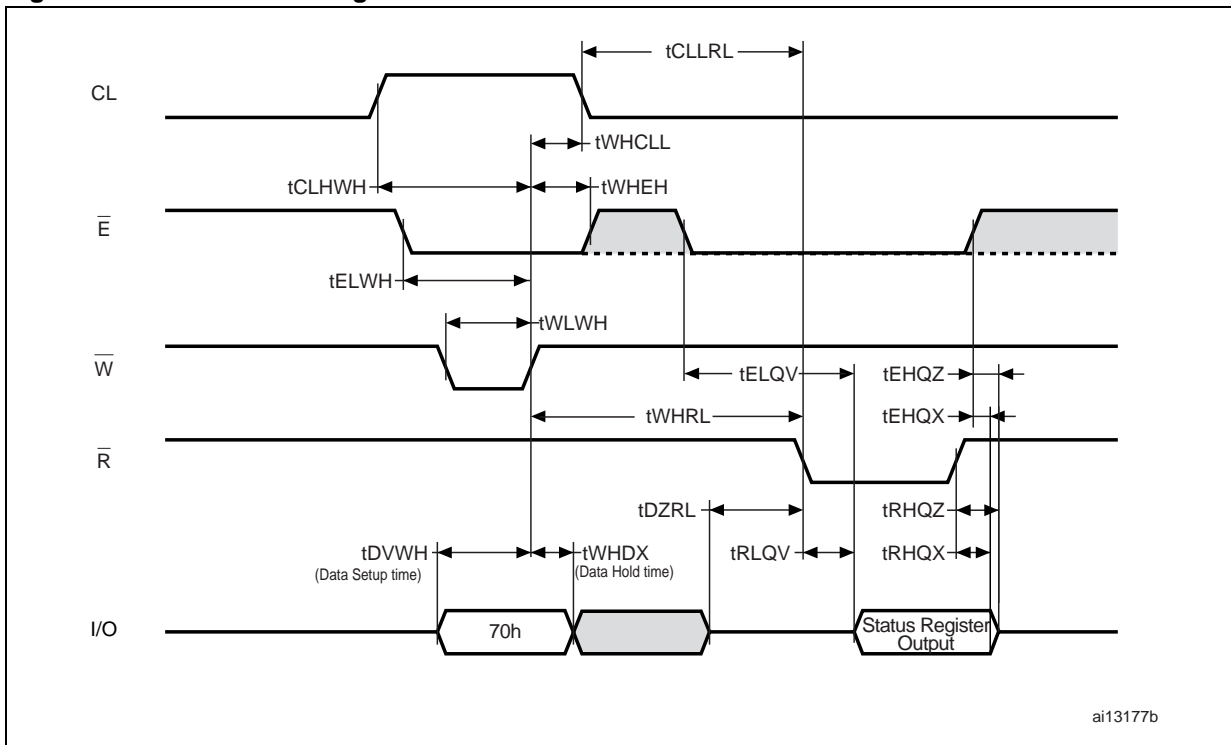 tCLLRL
CL
tWHCLL
tCLHWH
tWHEH
E
tELWH
tWLWH
W
tELQV
tEHQZ
tWHRL
tEHQX
R
tDZRL
tRHQZ
tDVWH
(Data Setup time)
tWHDX
(Data Hold time)
tRLQV
tRHQX
I/O
70h
Status Register
Output
ai13177b